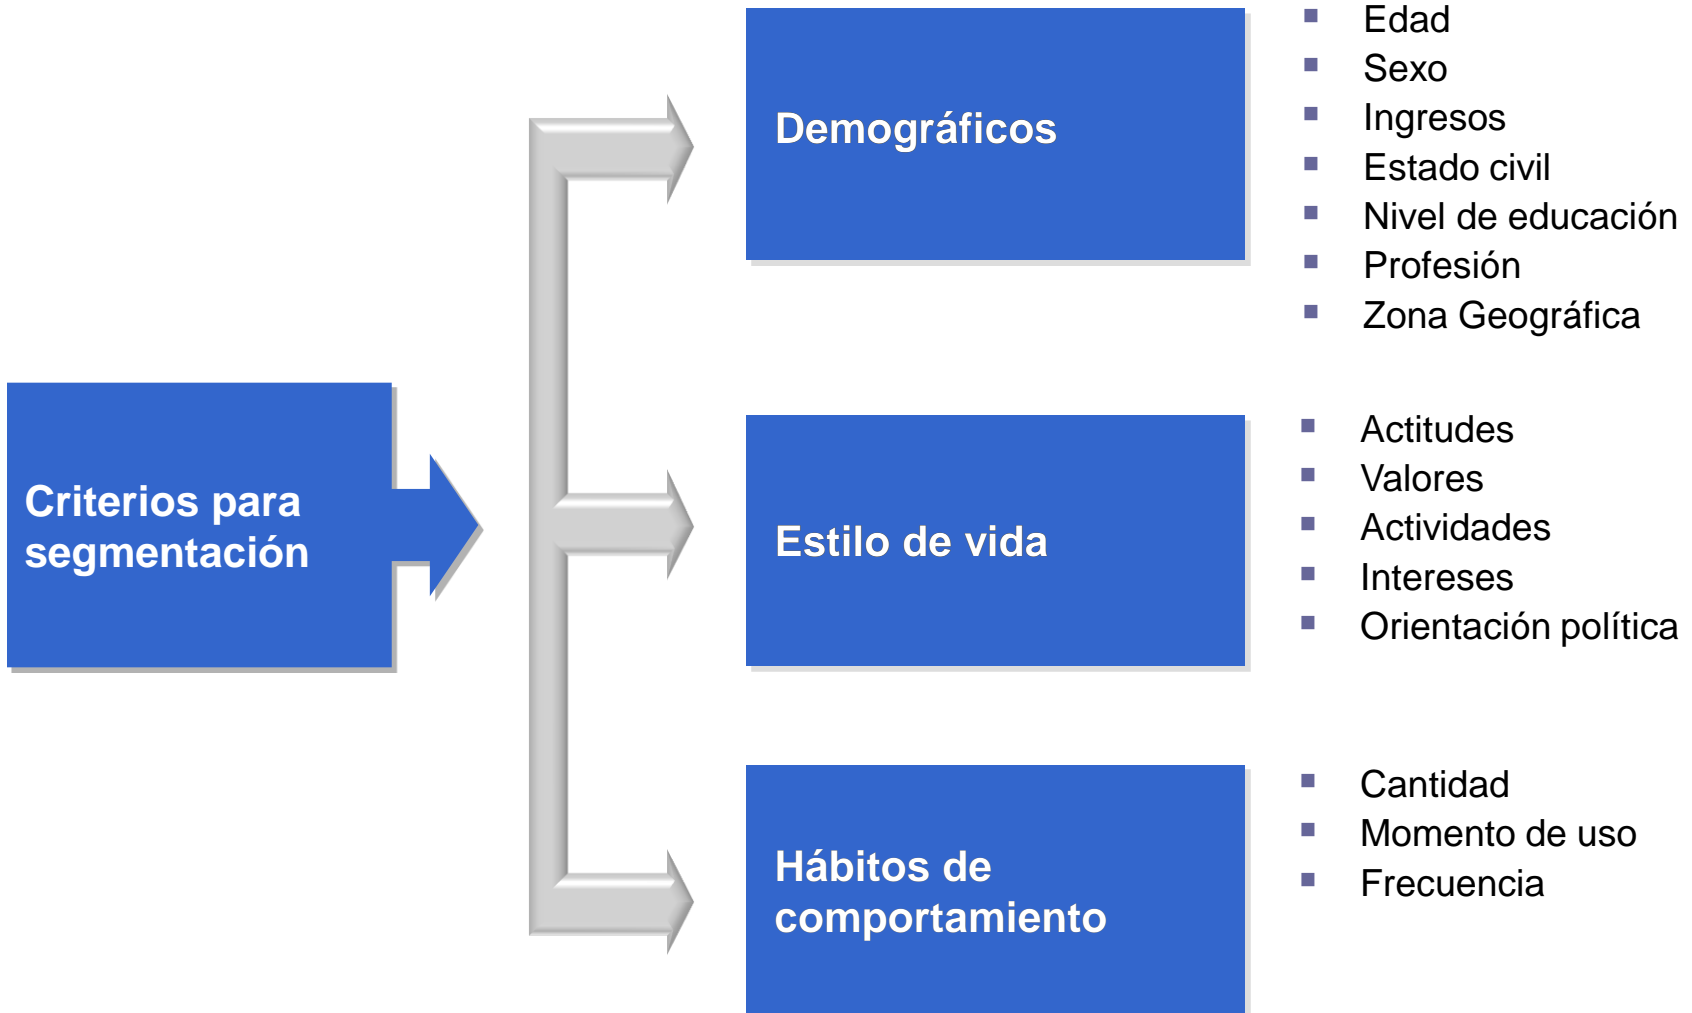 Criterios para
segmentación
Demográficos
Edad
Sexo
Ingresos
Estado civil
Nivel de educación
Profesión
Zona Geográfica
Estilo de vida
Actitudes
Valores
Actividades
Intereses
Orientación política
Hábitos de
comportamiento
Cantidad
Momento de uso
Frecuencia